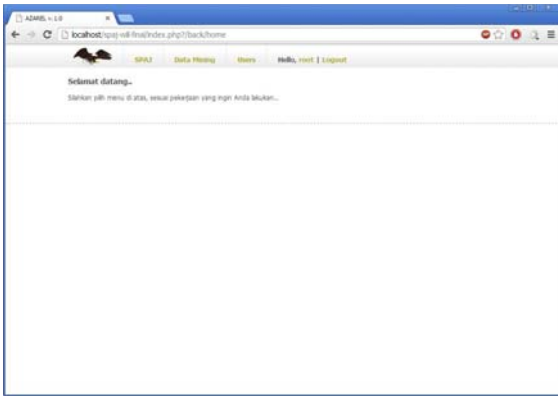 AZAREL v. 1.0
localhost/spaj-roll-final/index.php?/back/home
SPAJ Data Mining Users Hello, root | Logout
Selamat datang..
Silahkan pilih menu di atas, sesuai pekerjaan yang ingin Anda lakukan...